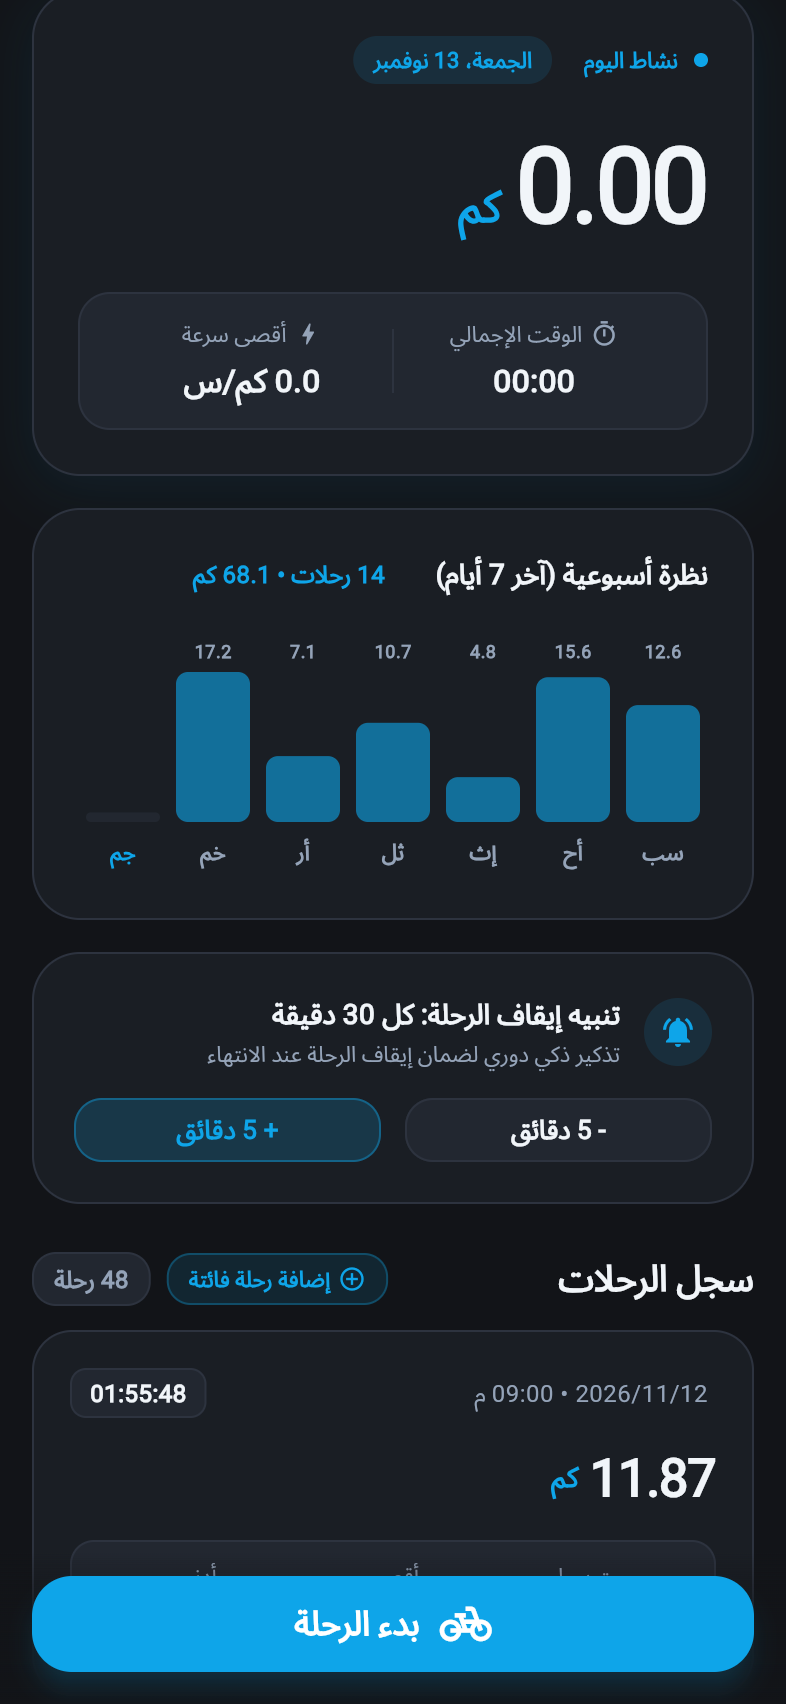 نشاط اليوم
الجمعة، 13 نوفمبر
0.00 كم
الوقت الإجمالي
00:00
أقصى سرعة
0.0 كم/س
نظرة أسبوعية (آخر 7 أيام)
14 رحلات • 68.1 كم
12.6 15.6 4.8 10.7 7.1 17.2
سب أح إث ثل أر خم جم
تنبيه إيقاف الرحلة: كل 30 دقيقة
تذكير ذكي دوري لضمان إيقاف الرحلة عند الانتهاء
- 5 دقائق
+ 5 دقائق
سجل الرحلات
إضافة رحلة فائتة
48 رحلة
2026/11/12 • 09:00 م
01:55:48
11.87 كم
بدء الرحلة